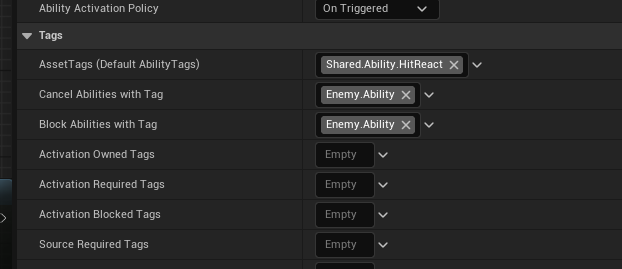 Ability Activation Policy On Triggered
Tags
AssetTags (Default AbilityTags) Shared.Ability.HitReact
Cancel Abilities with Tag Enemy.Ability
Block Abilities with Tag Enemy.Ability
Activation Owned Tags Empty
Activation Required Tags Empty
Activation Blocked Tags Empty
Source Required Tags Empty